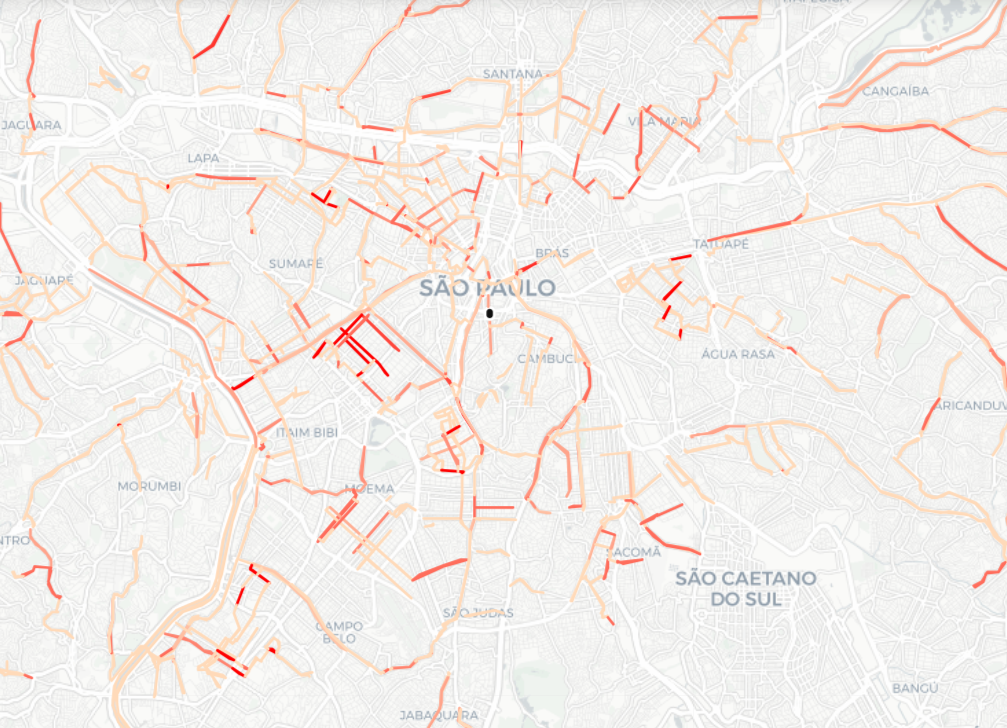 SANTANA
CANGAÍBA
JAGUARA
VILA MARIA
LAPA
TATUAPÉ
BRÁS
SUMARÉ
JAGUARÉ
SÃO PAULO
ÁGUA RASA
CAMBUCI
ARICANDUV
ITAIM BIBI
MORUMBI
MOEMA
NTRO
SACOMÃ
SÃO CAETANO
DO SUL
SÃO JUDAS
CAMPO
BELO
BANGÚ
JABAQUARA